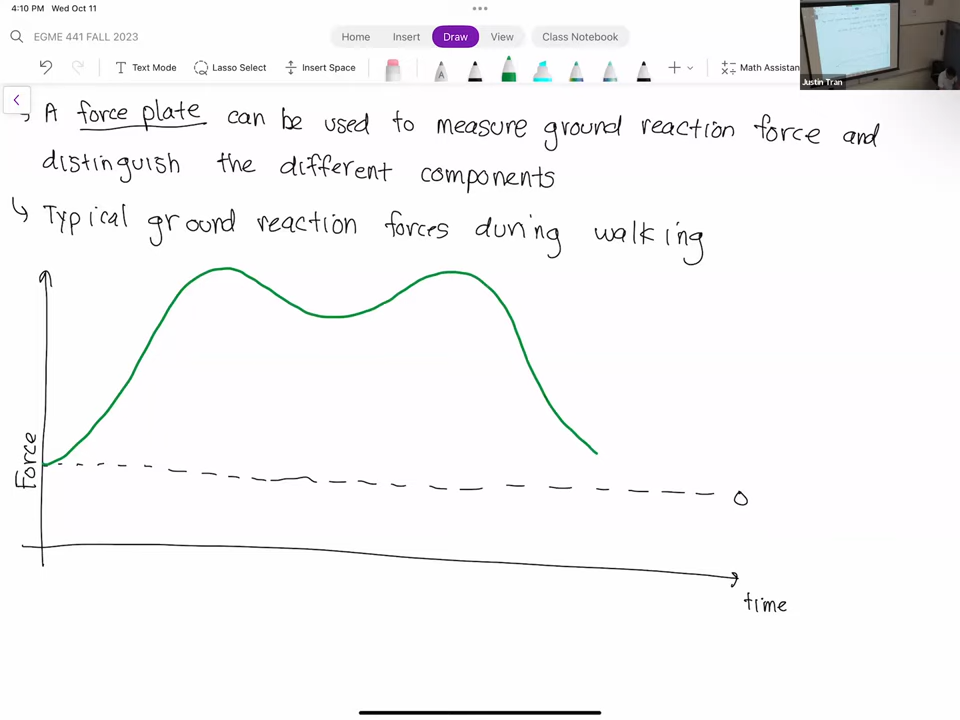 4:10 PM Wed Oct 11
EGME 441 FALL 2023
Home Insert Draw View Class Notebook
Text Mode Lasso Select Insert Space Math Assistan
Justin Tran
A force plate can be used to measure ground reaction force and
distinguish the different components
↳ Typical ground reaction forces during walking
Force
0
time